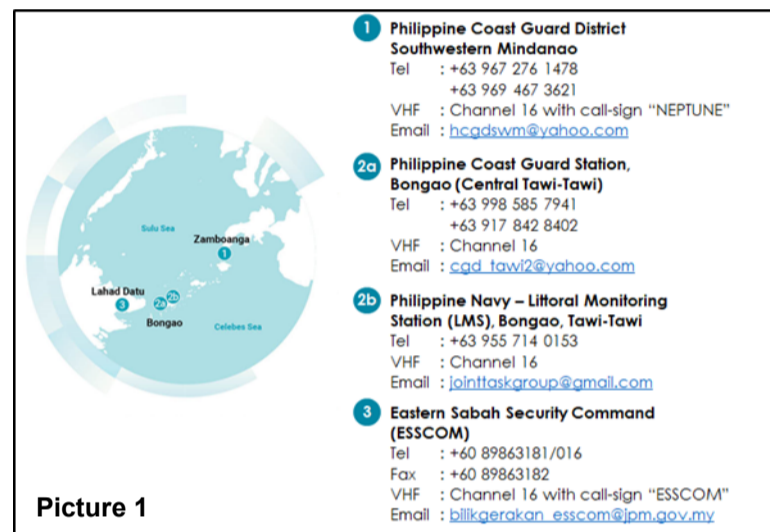 Sulu Sea
Zamboanga
1
Lahad Datu
3
2a
2b
Bongao
Celebes Sea
Picture 1
1 Philippine Coast Guard District
Southwestern Mindanao
Tel : +63 967 276 1478
+63 969 467 3621
VHF : Channel 16 with call-sign “NEPTUNE”
Email : hcgdswm@yahoo.com
2a Philippine Coast Guard Station,
Bongao (Central Tawi-Tawi)
Tel : +63 998 585 7941
+63 917 842 8402
VHF : Channel 16
Email : cgd_tawi2@yahoo.com
2b Philippine Navy – Littoral Monitoring
Station (LMS), Bongao, Tawi-Tawi
Tel : +63 955 714 0153
VHF : Channel 16
Email : jointtaskgroup@gmail.com
3 Eastern Sabah Security Command
(ESSCOM)
Tel : +60 89863181/016
Fax : +60 89863182
VHF : Channel 16 with call-sign “ESSCOM”
Email : bilikgerakan_esscom@jpm.gov.my